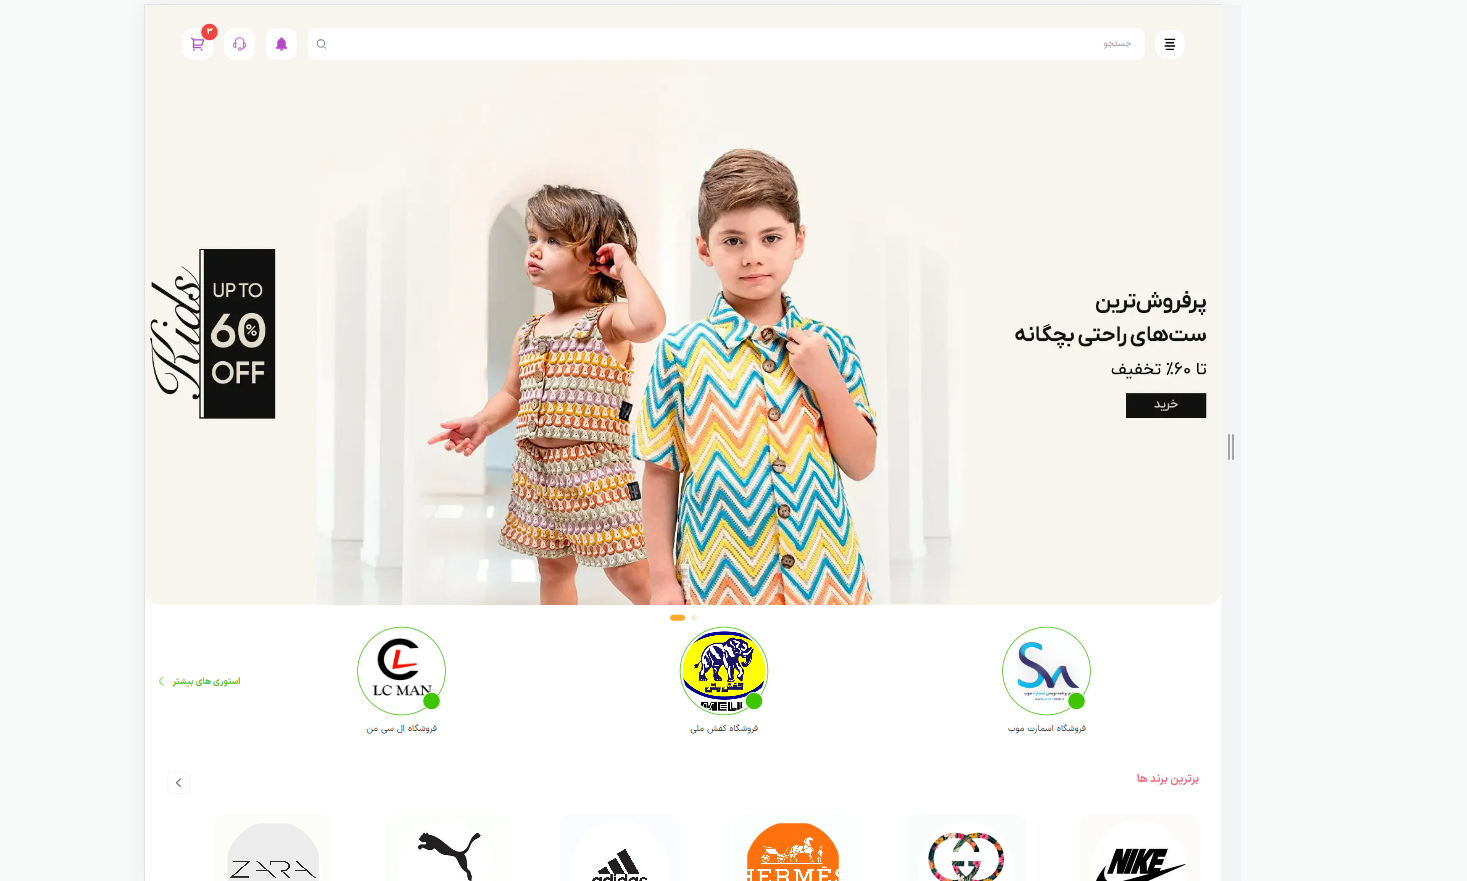 جستجو
۳
Kids
UP TO
60%
OFF
پرفروش‌ترین
ست‌های راحتی بچگانه
تا ۶۰٪ تخفیف
خرید
فروشگاه اسمارت موب
کفش ملی
MELLI
فروشگاه کفش ملی
LC MAN
فروشگاه ال سی من
استوری های بیشتر
برترین برند ها
NIKE
HERMÈS
adidas
ZARA